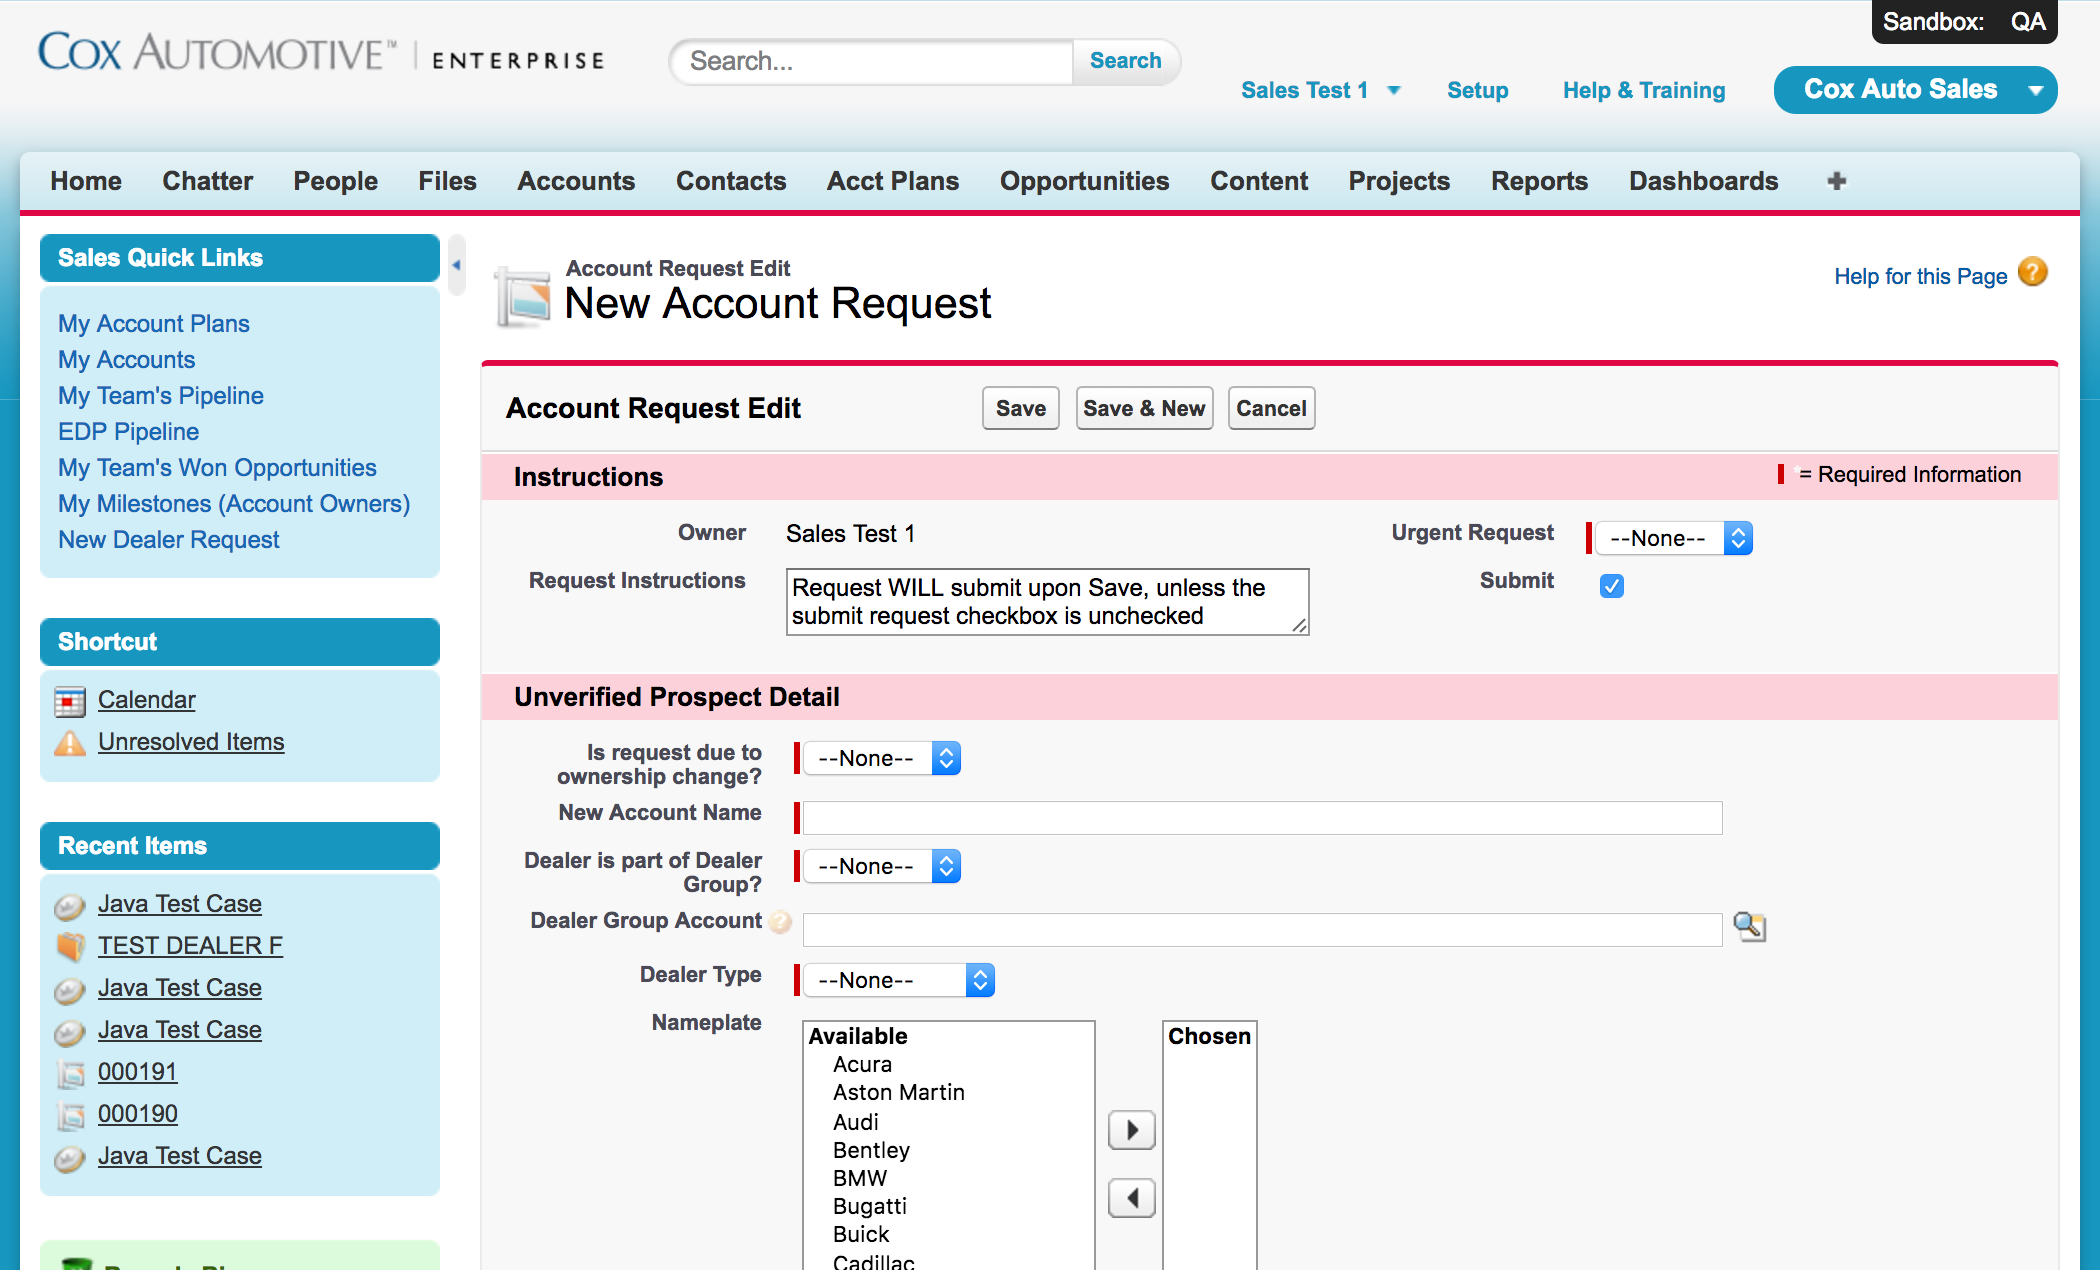 Sandbox: QA
COX AUTOMOTIVE™ | ENTERPRISE
Search...
Search
Sales Test 1
Setup
Help & Training
Cox Auto Sales
Home Chatter People Files Accounts Contacts Acct Plans Opportunities Content Projects Reports Dashboards
Sales Quick Links
My Account Plans
My Accounts
My Team's Pipeline
EDP Pipeline
My Team's Won Opportunities
My Milestones (Account Owners)
New Dealer Request
Shortcut
Calendar
Unresolved Items
Recent Items
Java Test Case
TEST DEALER F
Java Test Case
Java Test Case
000191
000190
Java Test Case
Account Request Edit
New Account Request
Help for this Page ?
Account Request Edit
Save
Save & New
Cancel
Instructions
= Required Information
Owner Sales Test 1
Urgent Request --None--
Request Instructions
Request WILL submit upon Save, unless the
submit request checkbox is unchecked
Submit
Unverified Prospect Detail
Is request due to
ownership change?
--None--
New Account Name
Dealer is part of Dealer
Group?
--None--
Dealer Group Account ?
Dealer Type --None--
Nameplate
Available
Acura
Aston Martin
Audi
Bentley
BMW
Bugatti
Buick
Cadillac
Chosen